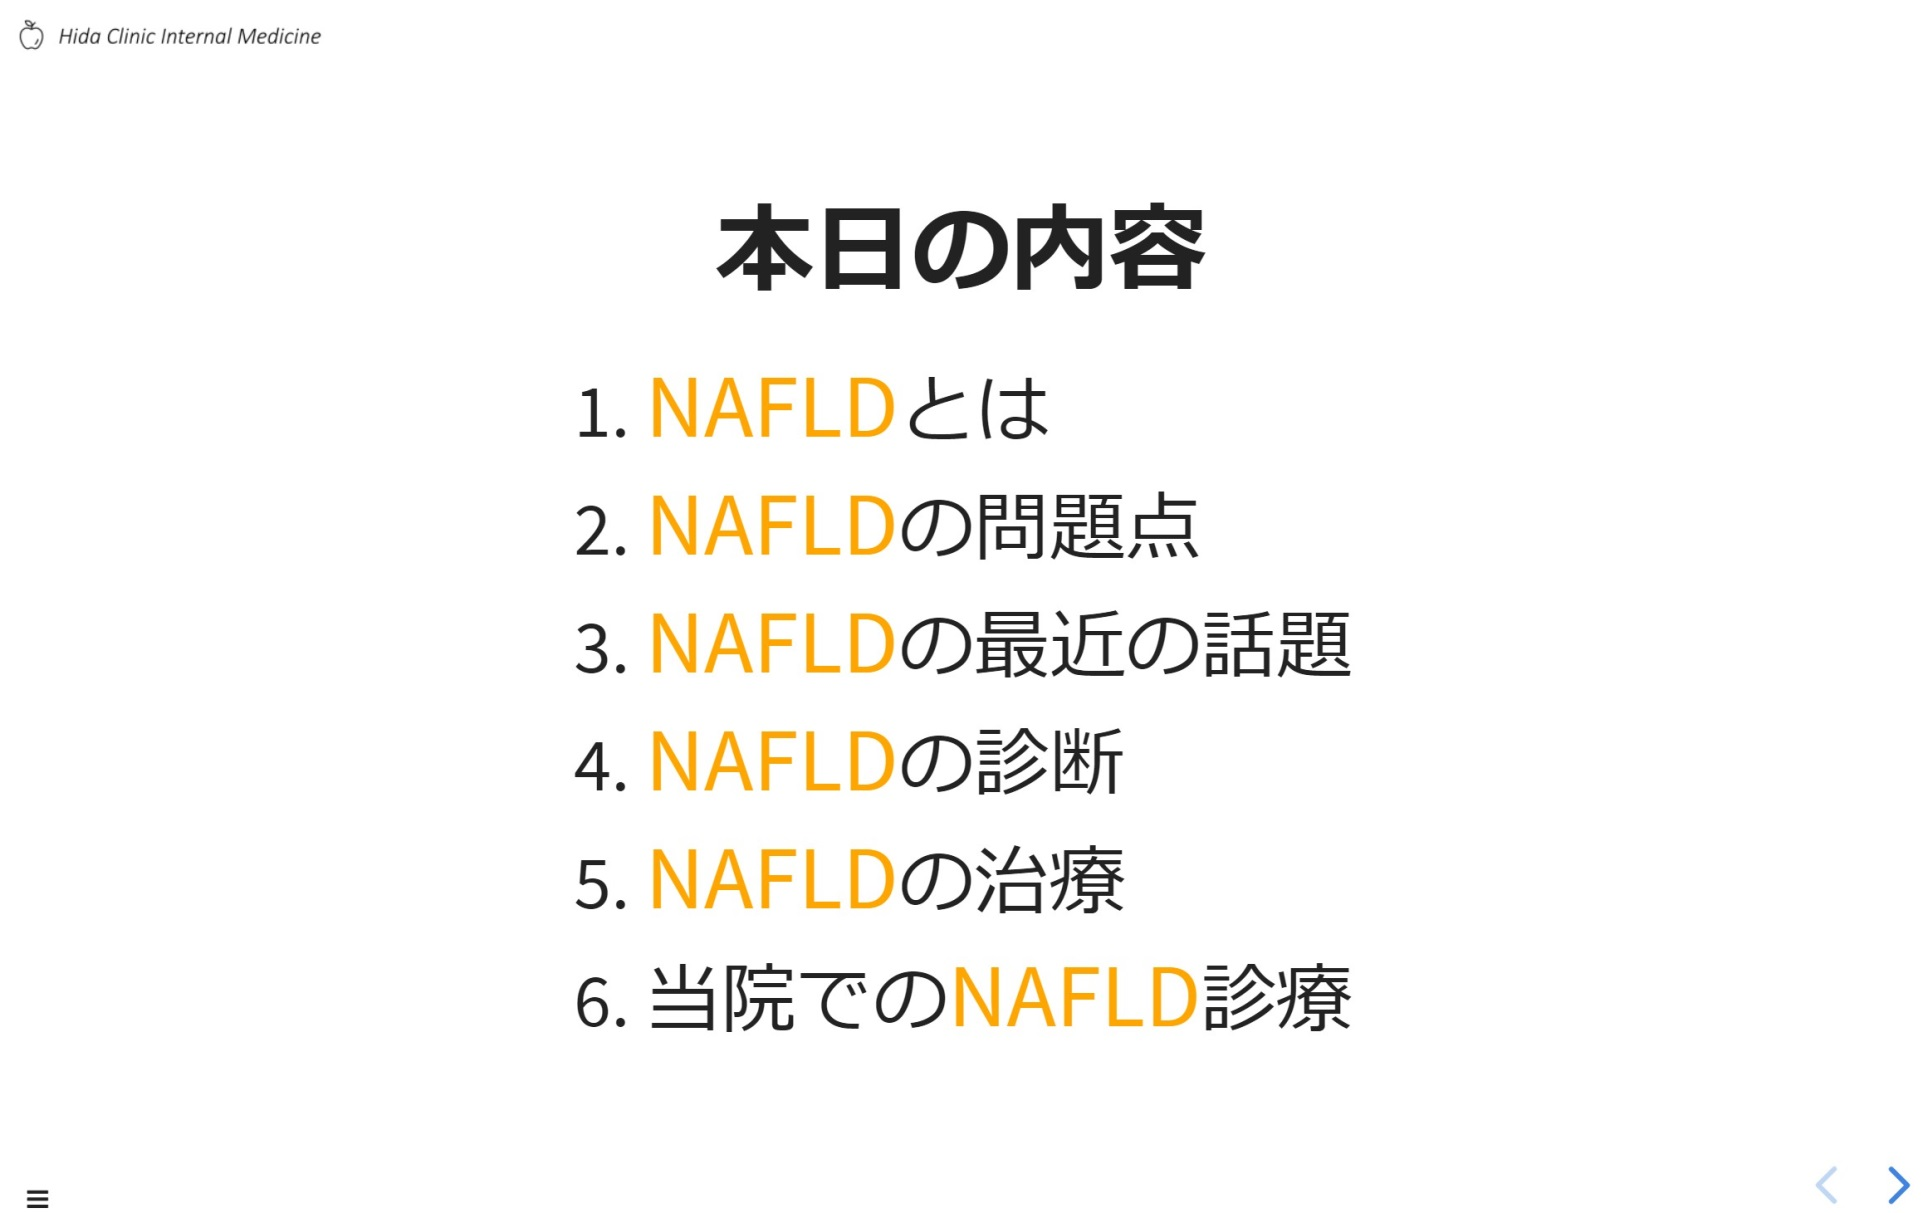 Hida Clinic Internal Medicine
本日の内容
1. NAFLDとは
2. NAFLDの問題点
3. NAFLDの最近の話題
4. NAFLDの診断
5. NAFLDの治療
6. 当院でのNAFLD診療